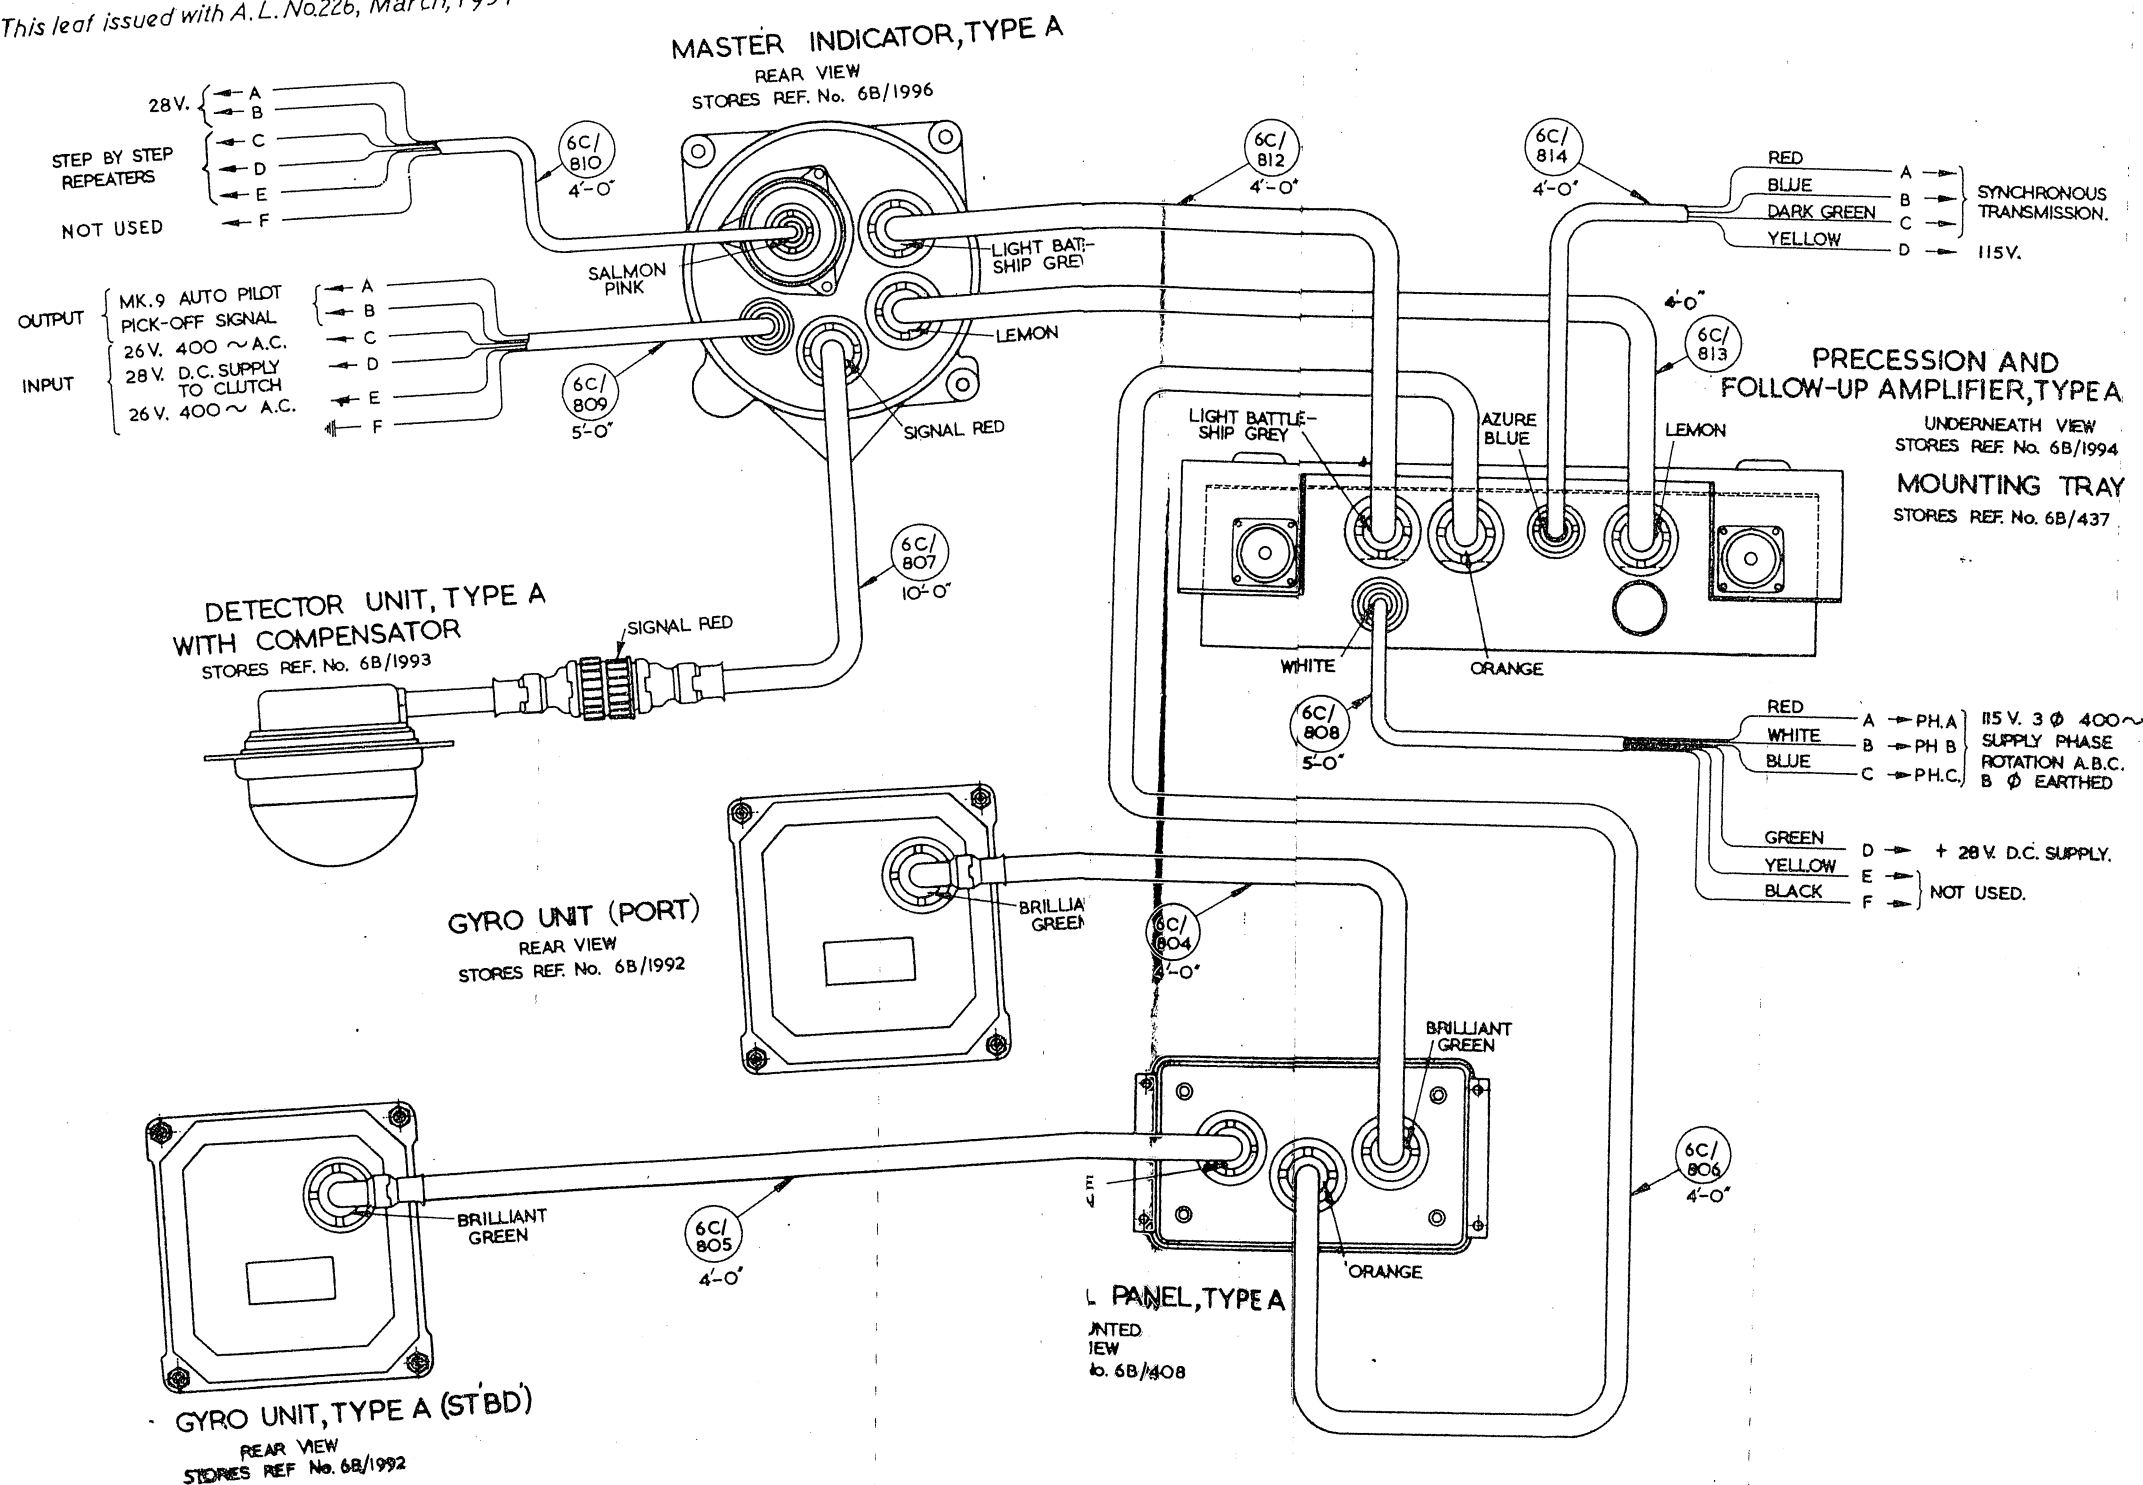 This leaf issued with A.L. No.226, March,
MASTER INDICATOR, TYPE A
REAR VIEW
STORES REF. No. 6B/1996
28V.
A
B
STEP BY STEP
REPEATERS
C
D
E
NOT USED
F
6C/
810
4'-0"
SALMON
PINK
LIGHT BAT-
SHIP GREY
LEMON
SIGNAL RED
OUTPUT
MK.9 AUTO PILOT
PICK-OFF SIGNAL
INPUT
26V. 400 ~ A.C.
28V. D.C. SUPPLY
TO CLUTCH
26V. 400 ~ A.C.
A
B
C
D
E
F
6C/
809
5'-0"
6C/
812
4'-0"
6C/
814
4'-0"
RED
BLUE
DARK GREEN
YELLOW
A
B
C
D
SYNCHRONOUS
TRANSMISSION.
115V.
4'-0"
6C/
813
PRECESSION AND
FOLLOW-UP AMPLIFIER, TYPE A
UNDERNEATH VIEW
STORES REF. No. 6B/1994
MOUNTING TRAY
STORES REF. No. 6B/437
LIGHT BATTLE-
SHIP GREY
AZURE
BLUE
LEMON
WHITE
ORANGE
6C/
807
10'-0"
DETECTOR UNIT, TYPE A
WITH COMPENSATOR
STORES REF. No. 6B/1993
SIGNAL RED
6C/
808
5'-0"
RED
WHITE
BLUE
A
B
C
PH.A
PH B
PH.C.
115V. 3 Φ 400~
SUPPLY PHASE
ROTATION A.B.C.
B Φ EARTHED
GREEN
YELLOW
BLACK
D
E
F
+ 28V. D.C. SUPPLY.
NOT USED.
GYRO UNIT (PORT)
REAR VIEW
STORES REF. No. 6B/1992
BRILLIA
GREEN
6C/
804
'-0"
BRILLIANT
GREEN
6C/
806
4'-0"
BRILLIANT
GREEN
6C/
805
4'-0"
ORANGE
L PANEL, TYPE A
UNTED
IEW
o. 6B/408
GYRO UNIT, TYPE A (ST'BD')
REAR VIEW
STORES REF No. 6B/1992